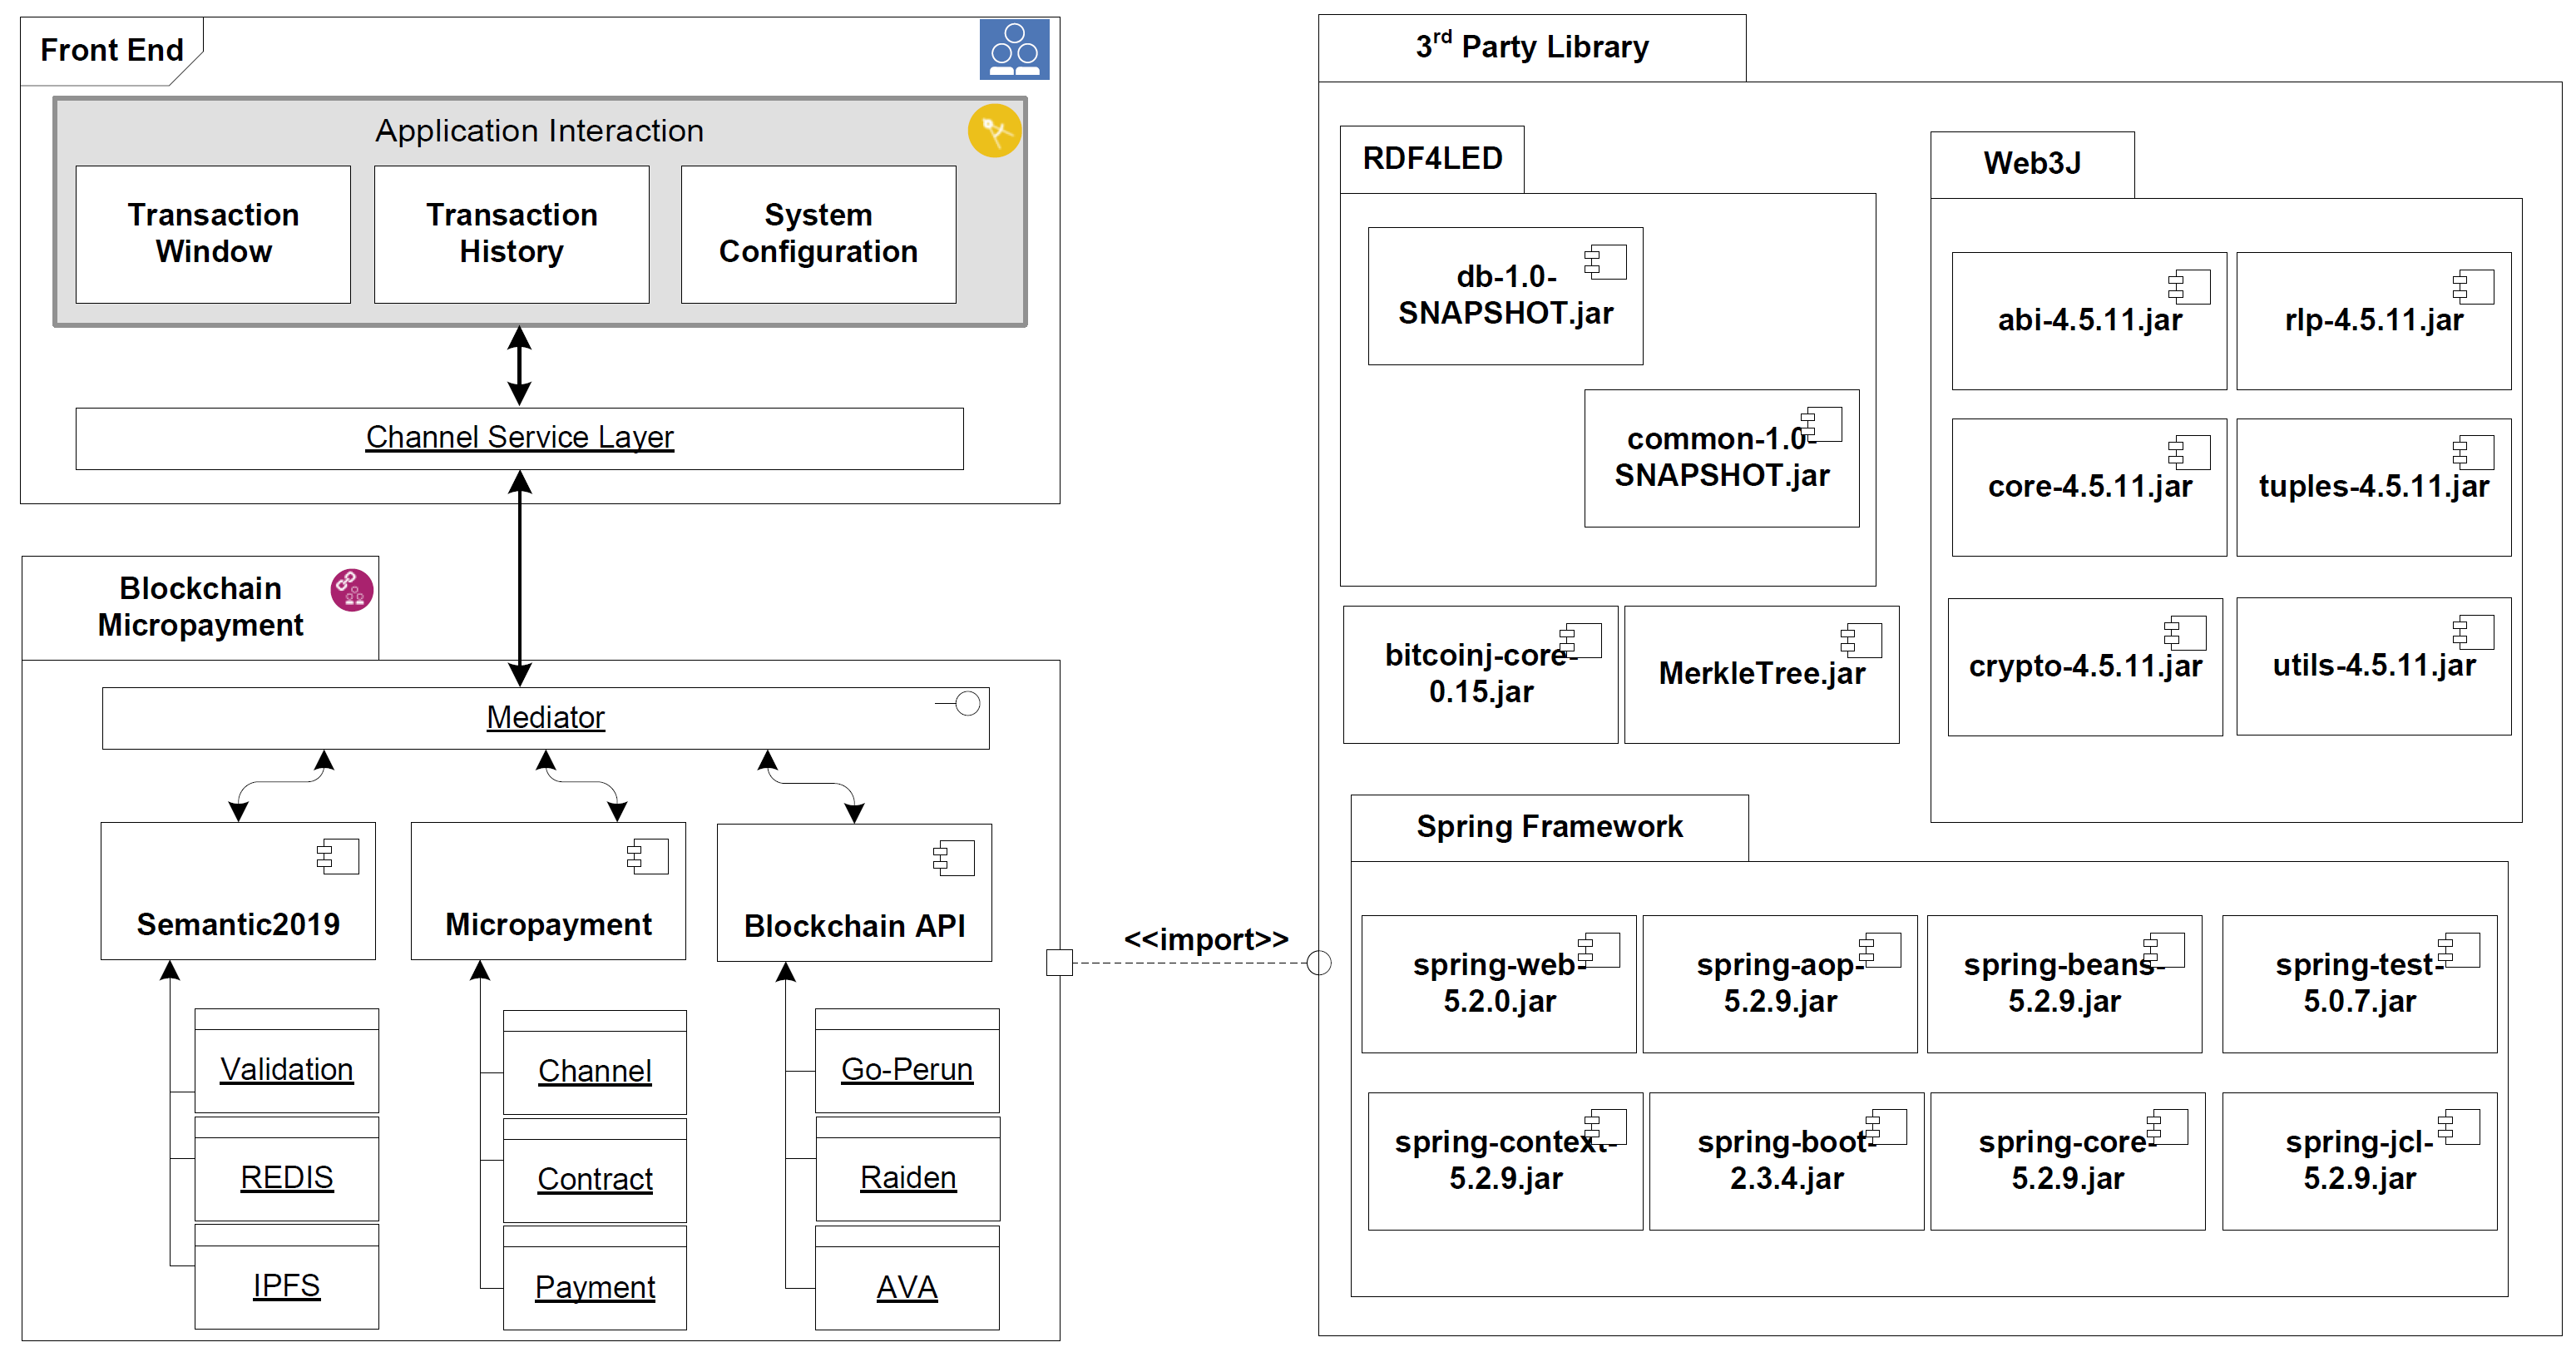 Front End
Application Interaction
Transaction
Window
Transaction
History
System
Configuration
Channel Service Layer
Blockchain
Micropayment
Mediator
Semantic2019
Micropayment
Blockchain API
Validation
REDIS
IPFS
Channel
Contract
Payment
Go-Perun
Raiden
AVA
<<import>>
3rd Party Library
RDF4LED
db-1.0-
SNAPSHOT.jar
common-1.0-
SNAPSHOT.jar
Web3J
abi-4.5.11.jar
rlp-4.5.11.jar
core-4.5.11.jar
tuples-4.5.11.jar
crypto-4.5.11.jar
utils-4.5.11.jar
bitcoinj-core-
0.15.jar
MerkleTree.jar
Spring Framework
spring-web-
5.2.0.jar
spring-aop-
5.2.9.jar
spring-beans-
5.2.9.jar
spring-test-
5.0.7.jar
spring-context-
5.2.9.jar
spring-boot-
2.3.4.jar
spring-core-
5.2.9.jar
spring-jcl-
5.2.9.jar